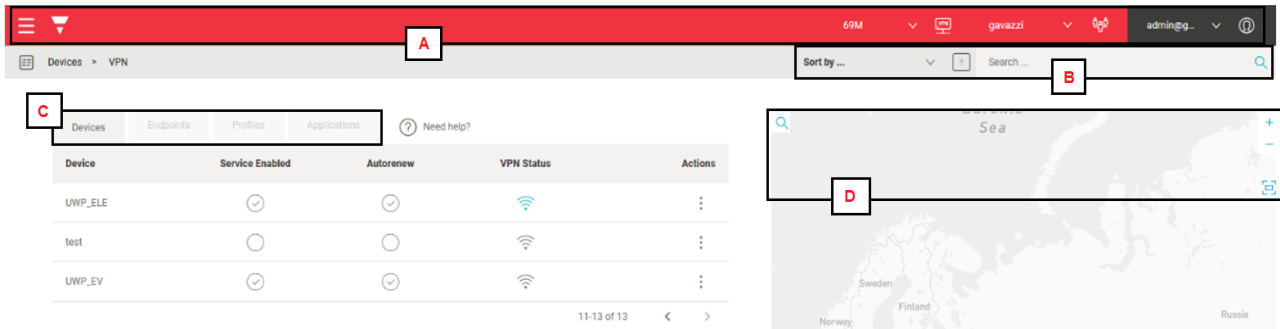 69M VPN gavazzi admin@g...
A
Devices > VPN Sort by ... Search ...
B
C
Devices Endpoints Profiles Applications ? Need help?
Sea
Device Service Enabled Autorenew VPN Status Actions
UWP_ELE
D
test
UWP_EV
Sweden
Finland
11-13 of 13 < >
Norway Russia